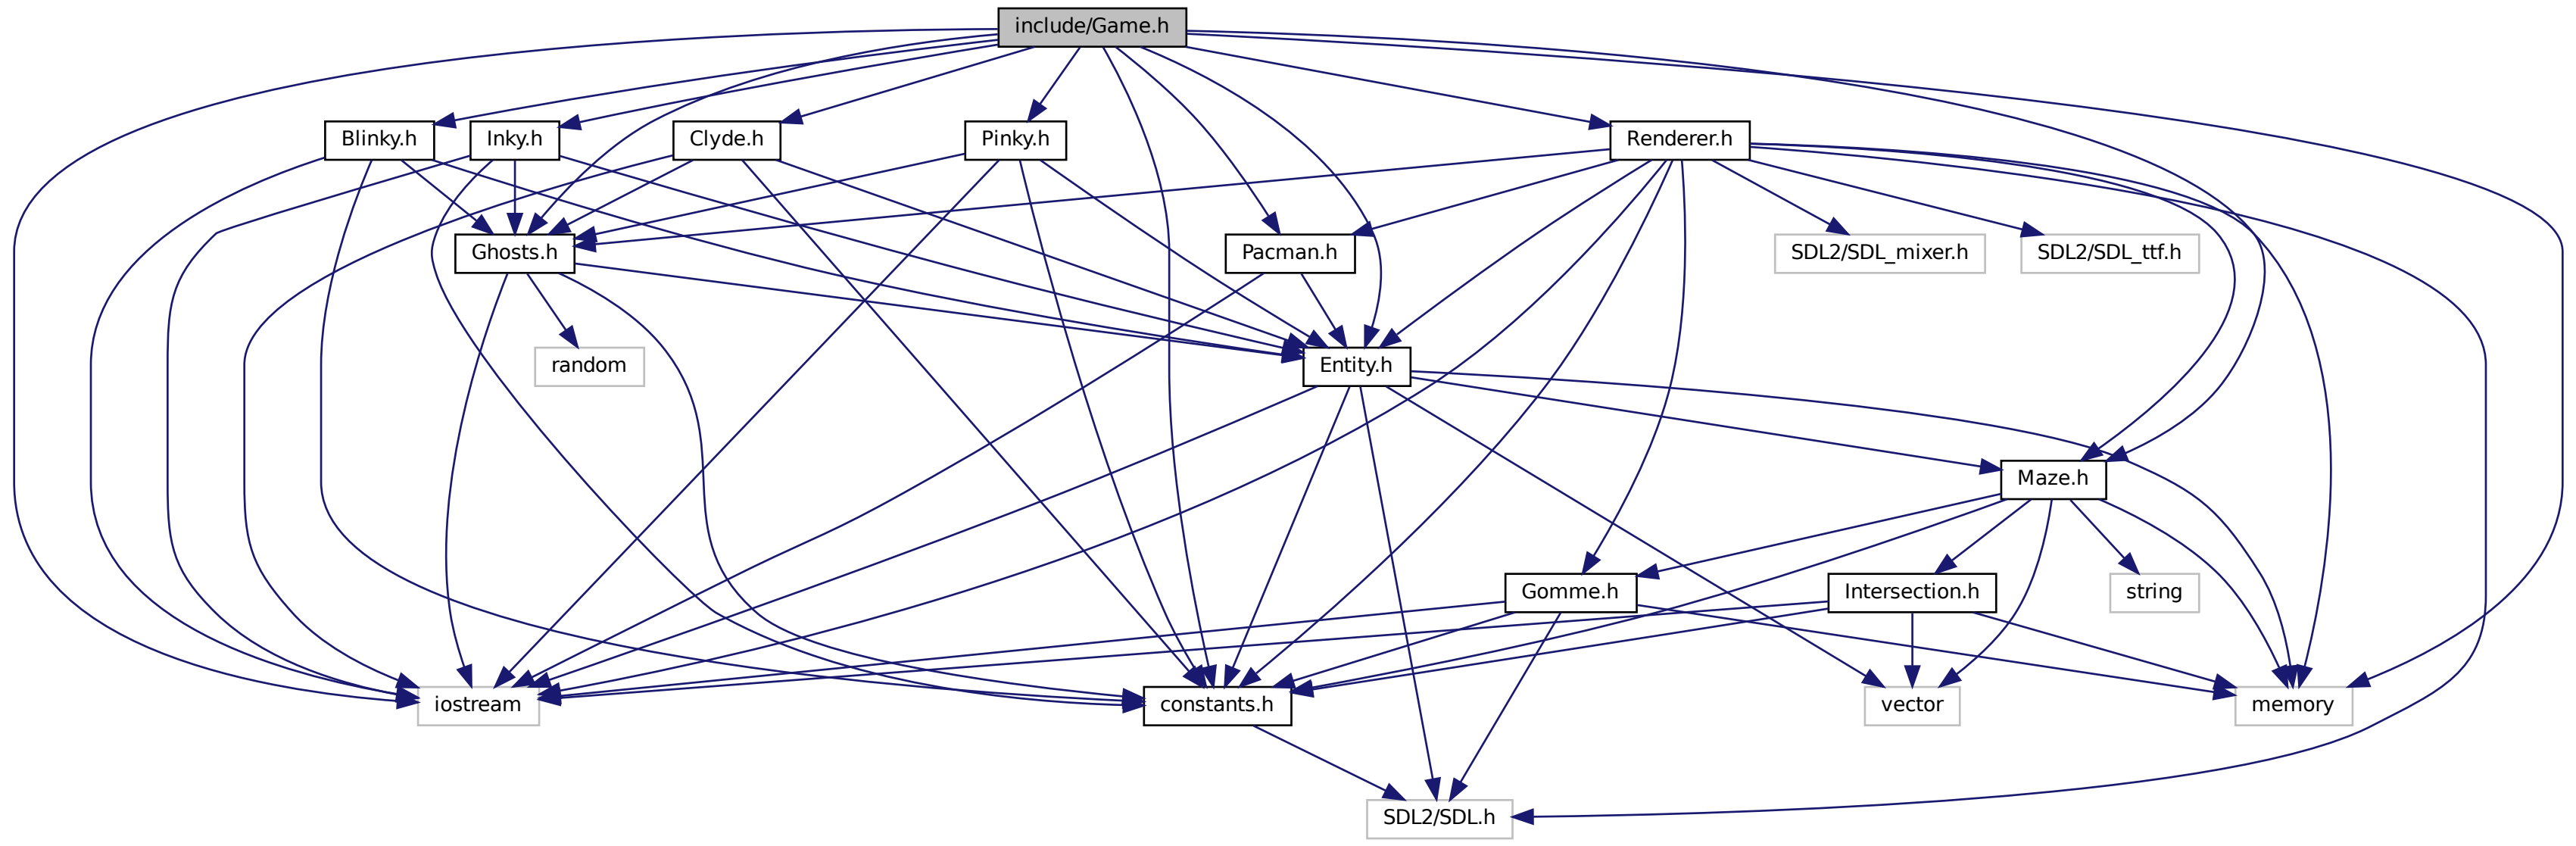 include/Game.h
Blinky.h
Inky.h
Clyde.h
Pinky.h
Renderer.h
Ghosts.h
Pacman.h
SDL2/SDL_mixer.h
SDL2/SDL_ttf.h
random
Entity.h
Maze.h
Gomme.h
Intersection.h
string
iostream
constants.h
vector
memory
SDL2/SDL.h